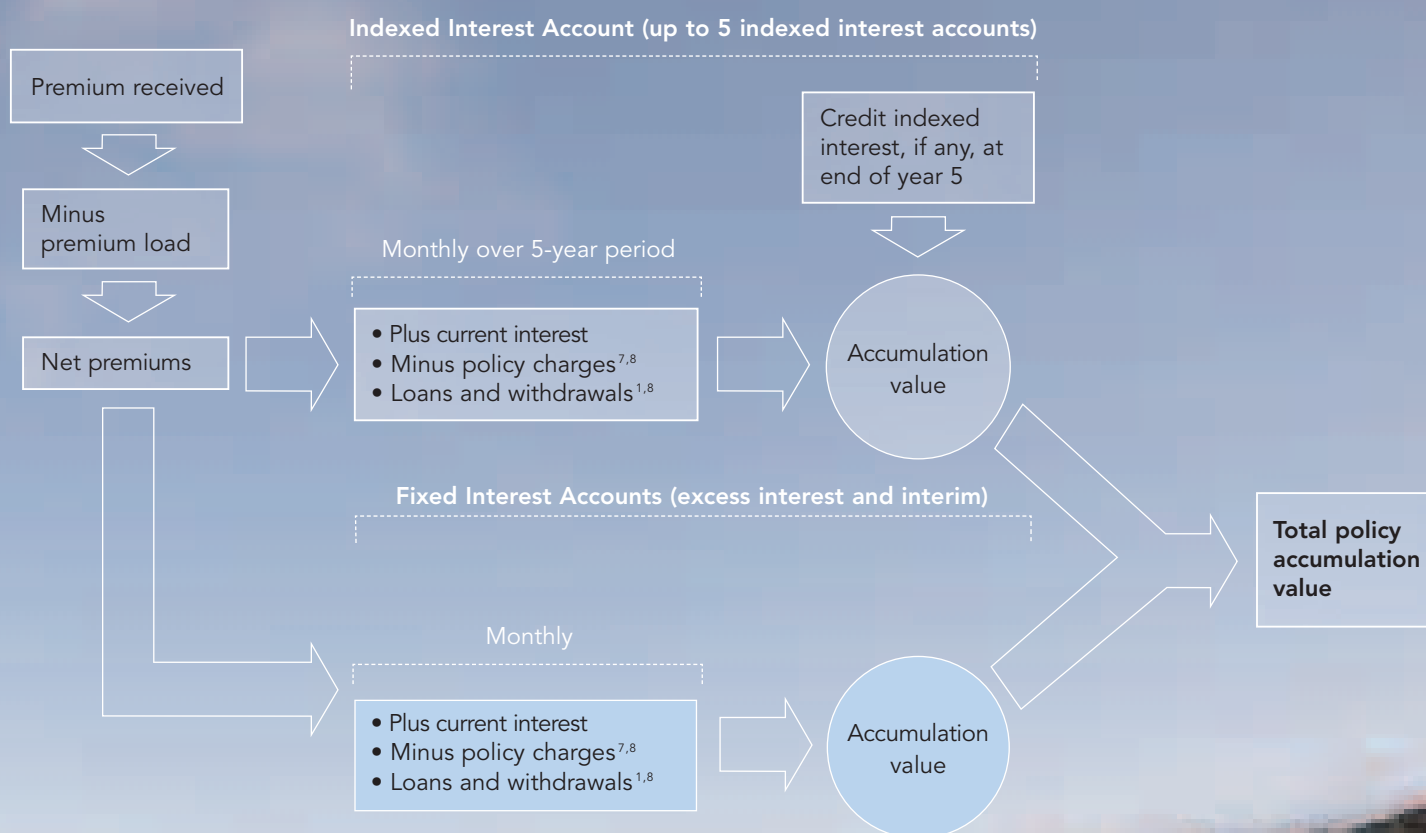 Indexed Interest Account (up to 5 indexed interest accounts)
Premium received
Minus
premium load
Net premiums
Monthly over 5-year period
• Plus current interest
• Minus policy charges⁷,⁸
• Loans and withdrawals¹,⁸
Credit indexed
interest, if any, at
end of year 5
Accumulation
value
Fixed Interest Accounts (excess interest and interim)
Monthly
• Plus current interest
• Minus policy charges⁷,⁸
• Loans and withdrawals¹,⁸
Accumulation
value
Total policy
accumulation
value